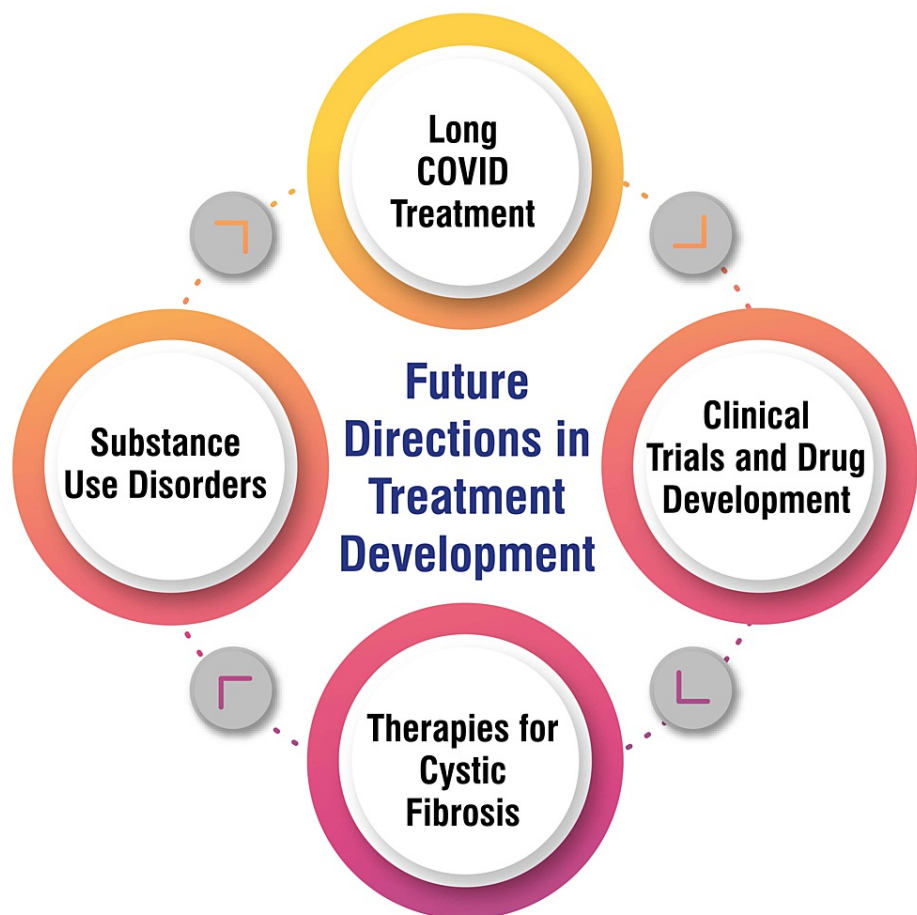 Long
COVID
Treatment
Future
Directions in
Treatment
Development
Substance
Use Disorders
Clinical
Trials and Drug
Development
Therapies for
Cystic
Fibrosis